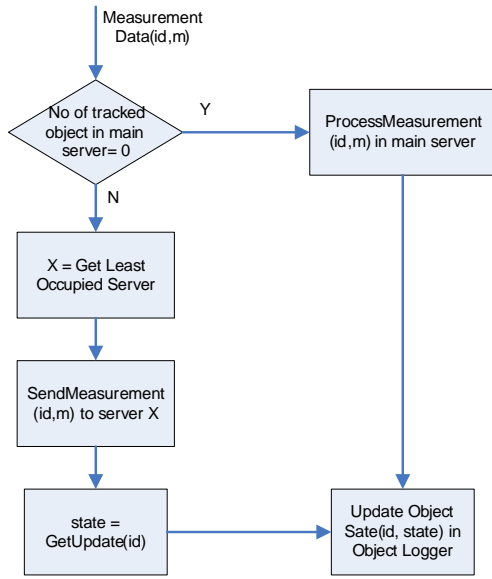 Measurement
Data(id,m)
No of tracked
object in main
server= 0
Y
ProcessMeasurement
(id,m) in main server
N
X = Get Least
Occupied Server
SendMeasurement
(id,m) to server X
state =
GetUpdate(id)
Update Object
Sate(id, state) in
Object Logger